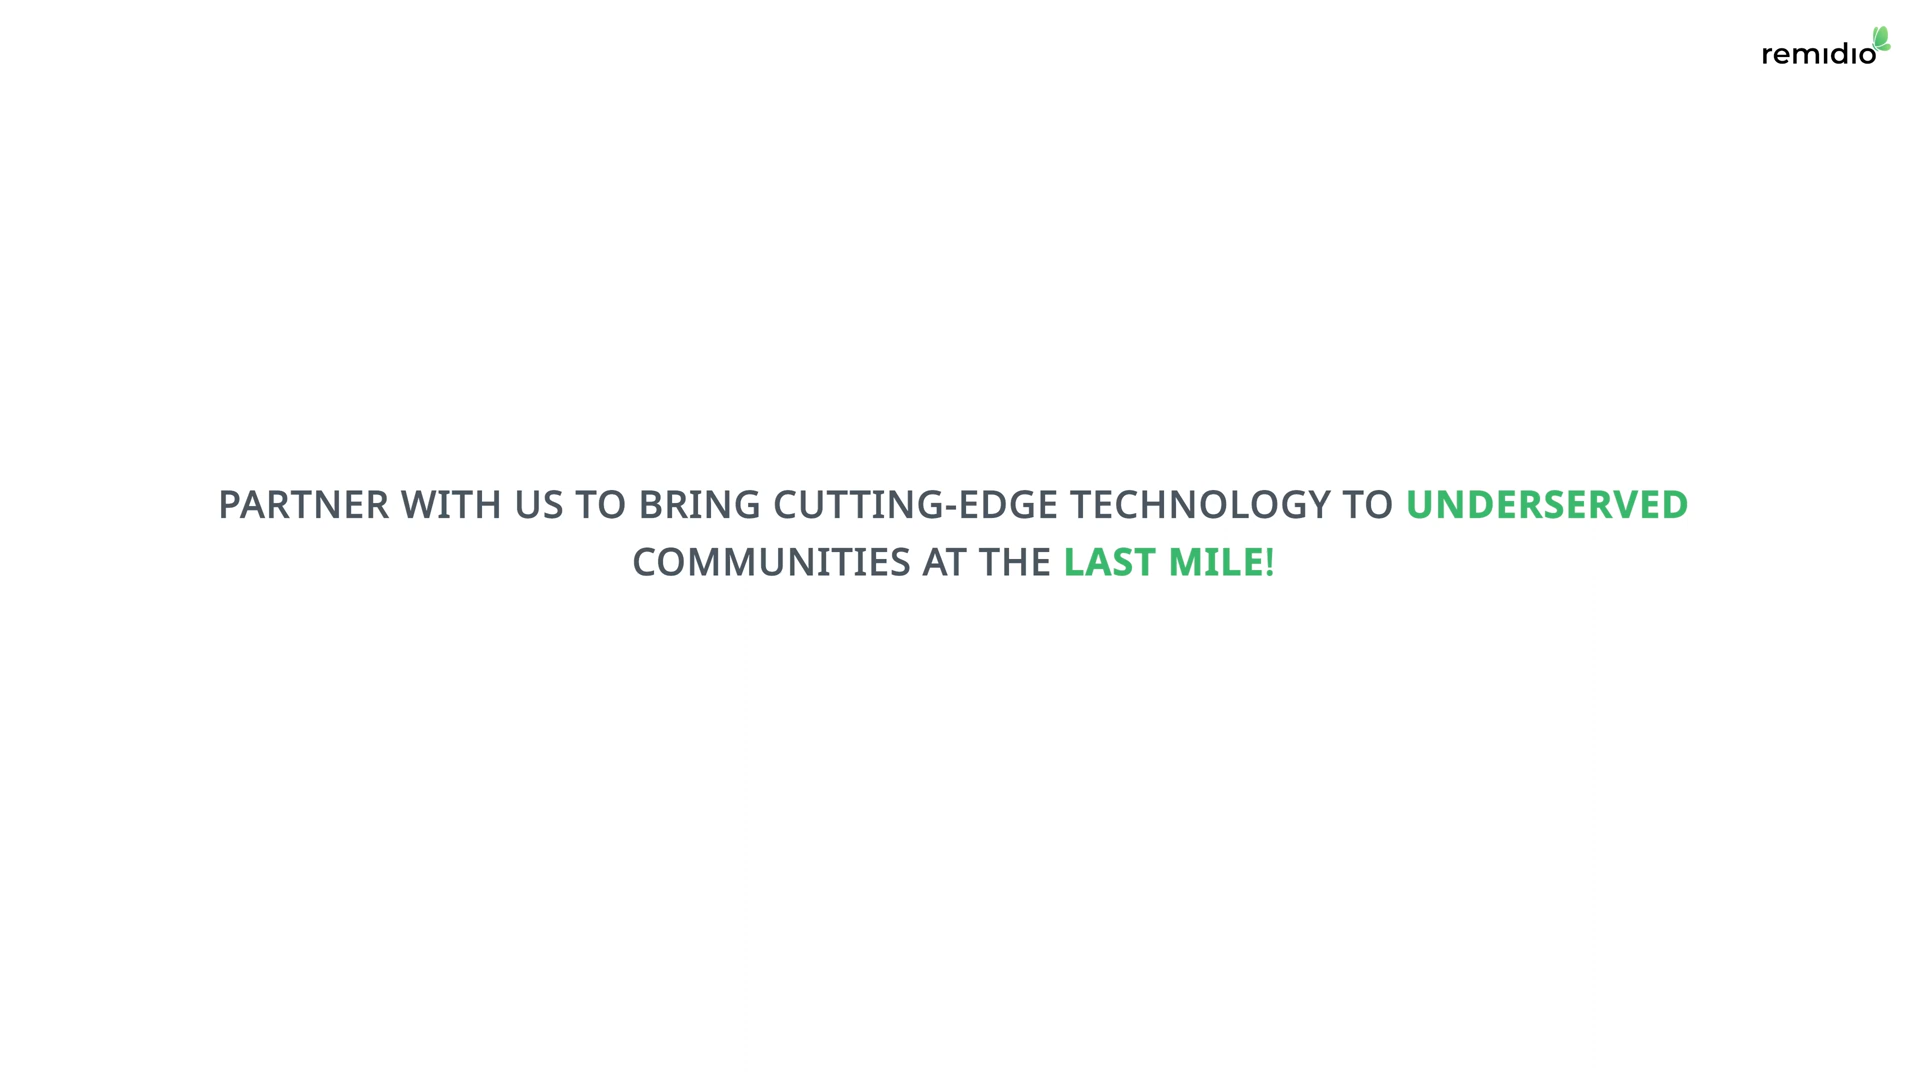 remidio
PARTNER WITH US TO BRING CUTTING-EDGE TECHNOLOGY TO UNDERSERVED
COMMUNITIES AT THE LAST MILE!